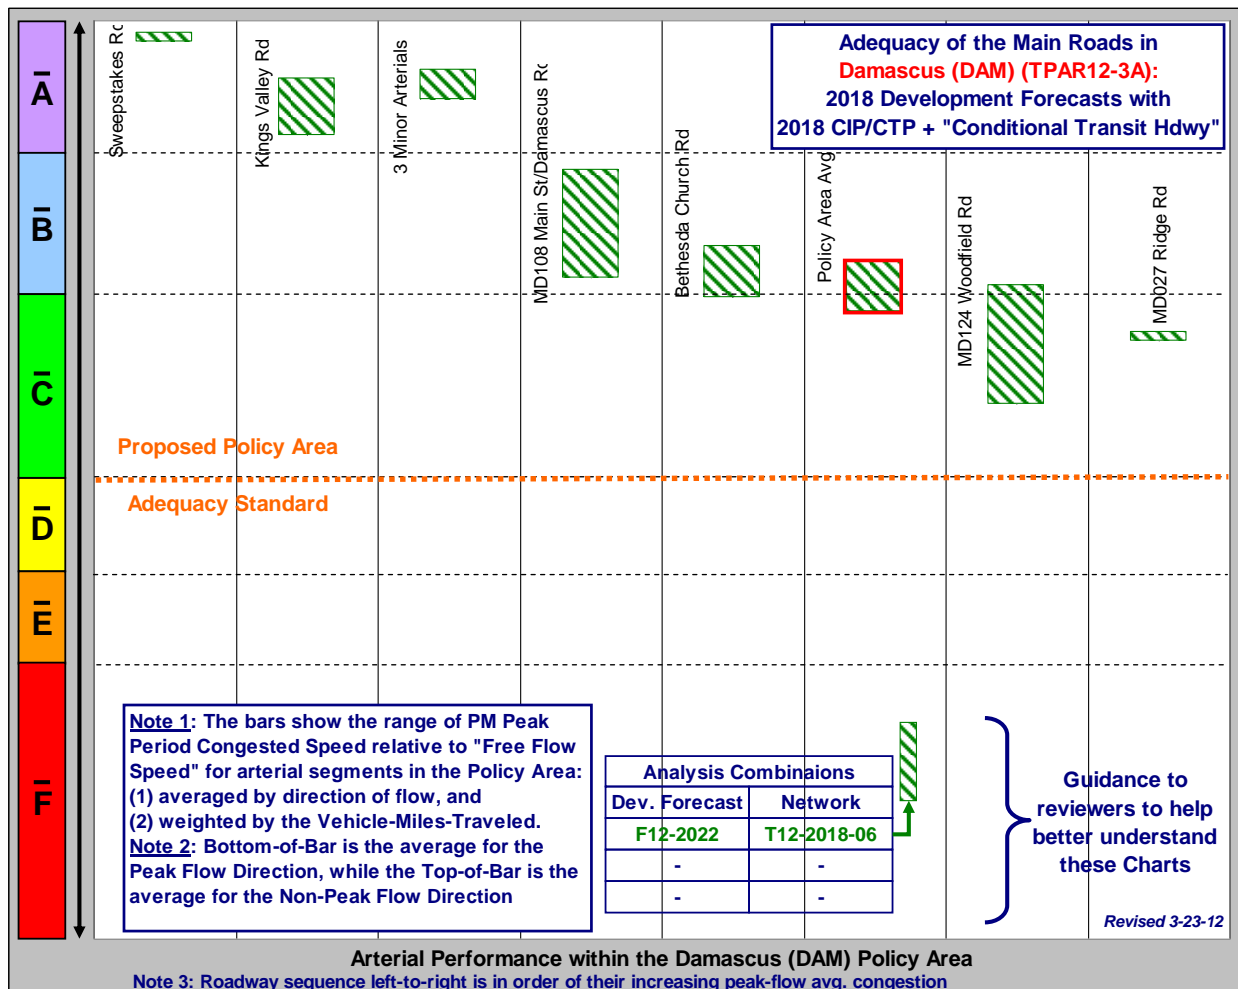 Adequacy of the Main Roads in
Damascus (DAM) (TPAR12-3A):
2018 Development Forecasts with
2018 CIP/CTP + "Conditional Transit Hdwy"
A
B
C
D
E
F
Sweepstakes Rd
Kings Valley Rd
3 Minor Arterials
MD108 Main St/Damascus Rd
Bethesda Church Rd
Policy Area Avg
MD124 Woodfield Rd
MD027 Ridge Rd
Proposed Policy Area
Adequacy Standard
Note 1: The bars show the range of PM Peak
Period Congested Speed relative to "Free Flow
Speed" for arterial segments in the Policy Area:
(1) averaged by direction of flow, and
(2) weighted by the Vehicle-Miles-Traveled.
Note 2: Bottom-of-Bar is the average for the
Peak Flow Direction, while the Top-of-Bar is the
average for the Non-Peak Flow Direction
Analysis Combinaions
Dev. Forecast Network
F12-2022 T12-2018-06
- -
- -
Guidance to
reviewers to help
better understand
these Charts
Revised 3-23-12
Arterial Performance within the Damascus (DAM) Policy Area
Note 3: Roadway sequence left-to-right is in order of their increasing peak-flow avg. congestion